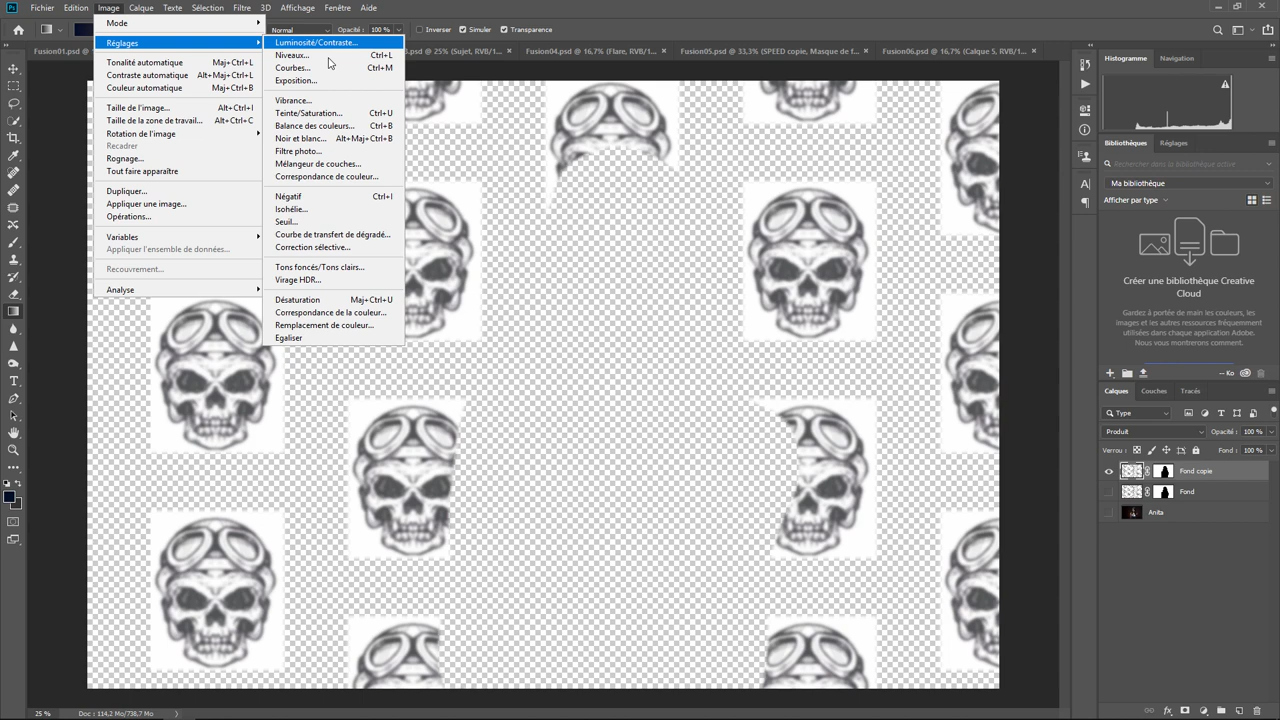 Ps Fichier Edition Image Calque Texte Sélection Filtre 3D Affichage Fenêtre Aide
Normal Opacité : 100 % Inverser Simuler Transparence
Fusion01.psd @ 25% (Sujet, RVB/1 Fusion04.psd @ 16,7% (Flare, RVB/1... Fusion05.psd @ 33,3% (SPEED copie, Masque de f... Fusion06.psd @ 16,7% (Calque 5, RVB/1...
Mode
Réglages
Tonalité automatique Maj+Ctrl+L
Contraste automatique Alt+Maj+Ctrl+L
Couleur automatique Maj+Ctrl+B
Taille de l'image... Alt+Ctrl+I
Taille de la zone de travail... Alt+Ctrl+C
Rotation de l'image
Recadrer
Rognage...
Tout faire apparaître
Dupliquer...
Appliquer une image...
Opérations...
Variables
Appliquer l'ensemble de données...
Recouvrement...
Analyse
Luminosité/Contraste...
Niveaux... Ctrl+L
Courbes... Ctrl+M
Exposition...
Vibrance...
Teinte/Saturation... Ctrl+U
Balance des couleurs... Ctrl+B
Noir et blanc... Alt+Maj+Ctrl+B
Filtre photo...
Mélangeur de couches...
Correspondance de couleur...
Négatif Ctrl+I
Isohélie...
Seuil...
Courbe de transfert de dégradé...
Correction sélective...
Tons foncés/Tons clairs...
Virage HDR...
Désaturation Maj+Ctrl+U
Correspondance de la couleur...
Remplacement de couleur...
Egaliser
Histogramme Navigation
Bibliothèques Réglages
Rechercher dans la bibliothèque active
Ma bibliothèque
Afficher par type
Créer une bibliothèque Creative
Cloud
Gardez à portée de main les couleurs, les
images et les autres ressources fréquemment
utilisées dans votre programme Adobe.
Nous vous montrerons comment.
-- Ko
Calques Couches Tracés
Type
Produit Opacité : 100 %
Verrou : Fond : 100 %
Fond copie
Fond
Anita
25 % Doc : 114,2 Mo/738,7 Mo